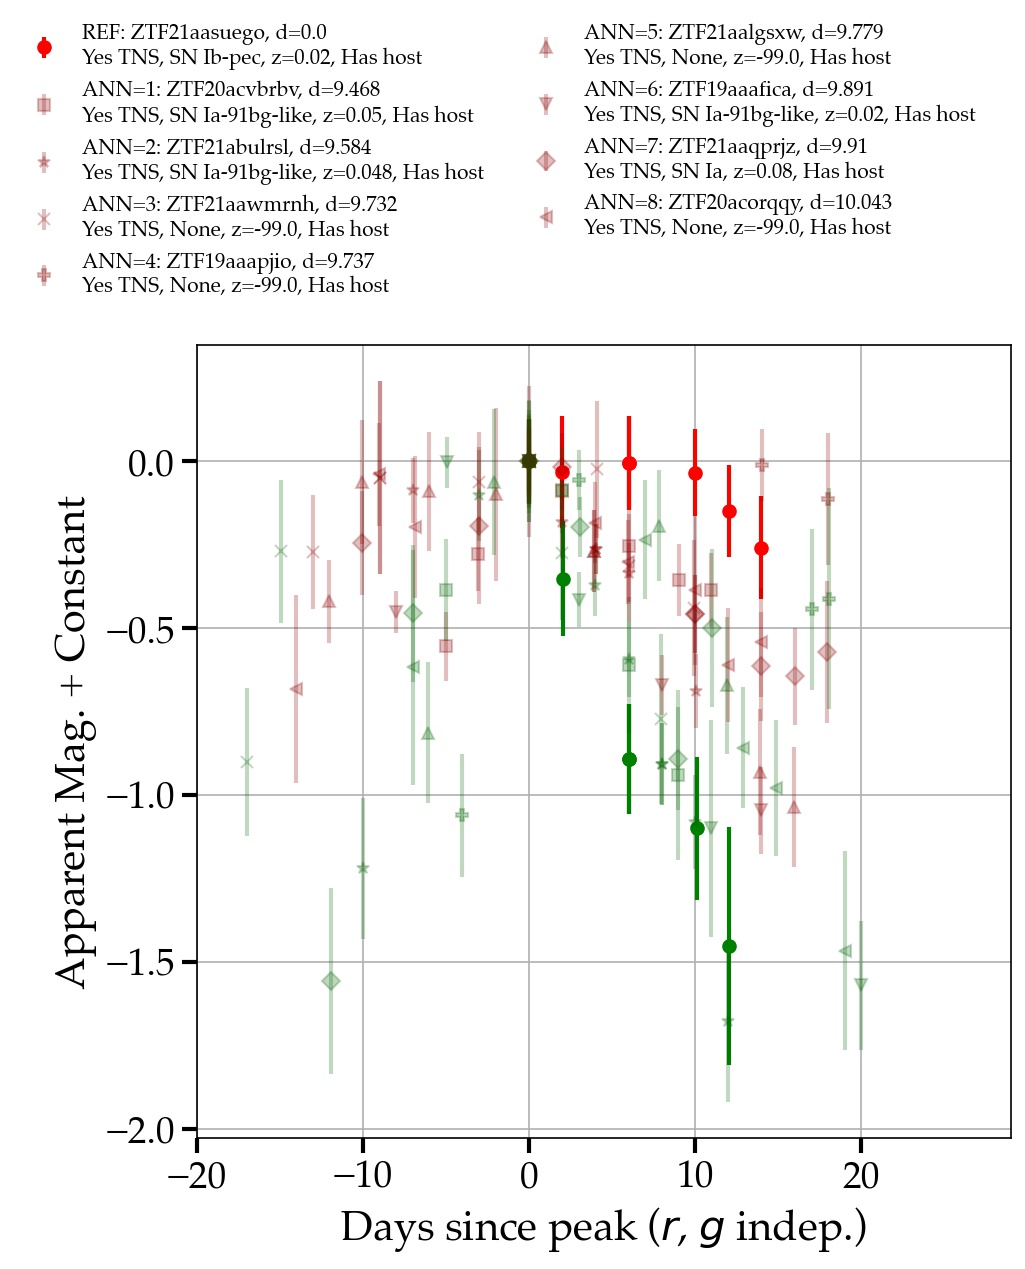 REF: ZTF21aasuego, d=0.0
Yes TNS, SN Ib-pec, z=0.02, Has host
ANN=1: ZTF20acvbrbv, d=9.468
Yes TNS, SN Ia-91bg-like, z=0.05, Has host
ANN=2: ZTF21abulrsl, d=9.584
Yes TNS, SN Ia-91bg-like, z=0.048, Has host
ANN=3: ZTF21aawmrnh, d=9.732
Yes TNS, None, z=-99.0, Has host
ANN=4: ZTF19aaapjio, d=9.737
Yes TNS, None, z=-99.0, Has host
ANN=5: ZTF21aalgsxw, d=9.779
Yes TNS, None, z=-99.0, Has host
ANN=6: ZTF19aaafica, d=9.891
Yes TNS, SN Ia-91bg-like, z=0.02, Has host
ANN=7: ZTF21aaqprjz, d=9.91
Yes TNS, SN Ia, z=0.08, Has host
ANN=8: ZTF20acorqqy, d=10.043
Yes TNS, None, z=-99.0, Has host
Apparent Mag. + Constant
0.0
−0.5
−1.0
−1.5
−2.0
−20
−10
0
10
20
Days since peak (r, g indep.)